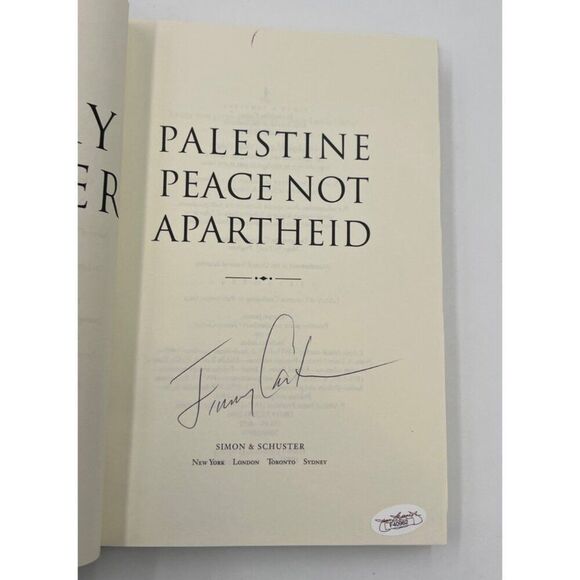 Y
ER
PALESTINE
PEACE NOT
APARTHEID
Jimmy Carter
SIMON & SCHUSTER
NEW YORK LONDON TORONTO SYDNEY